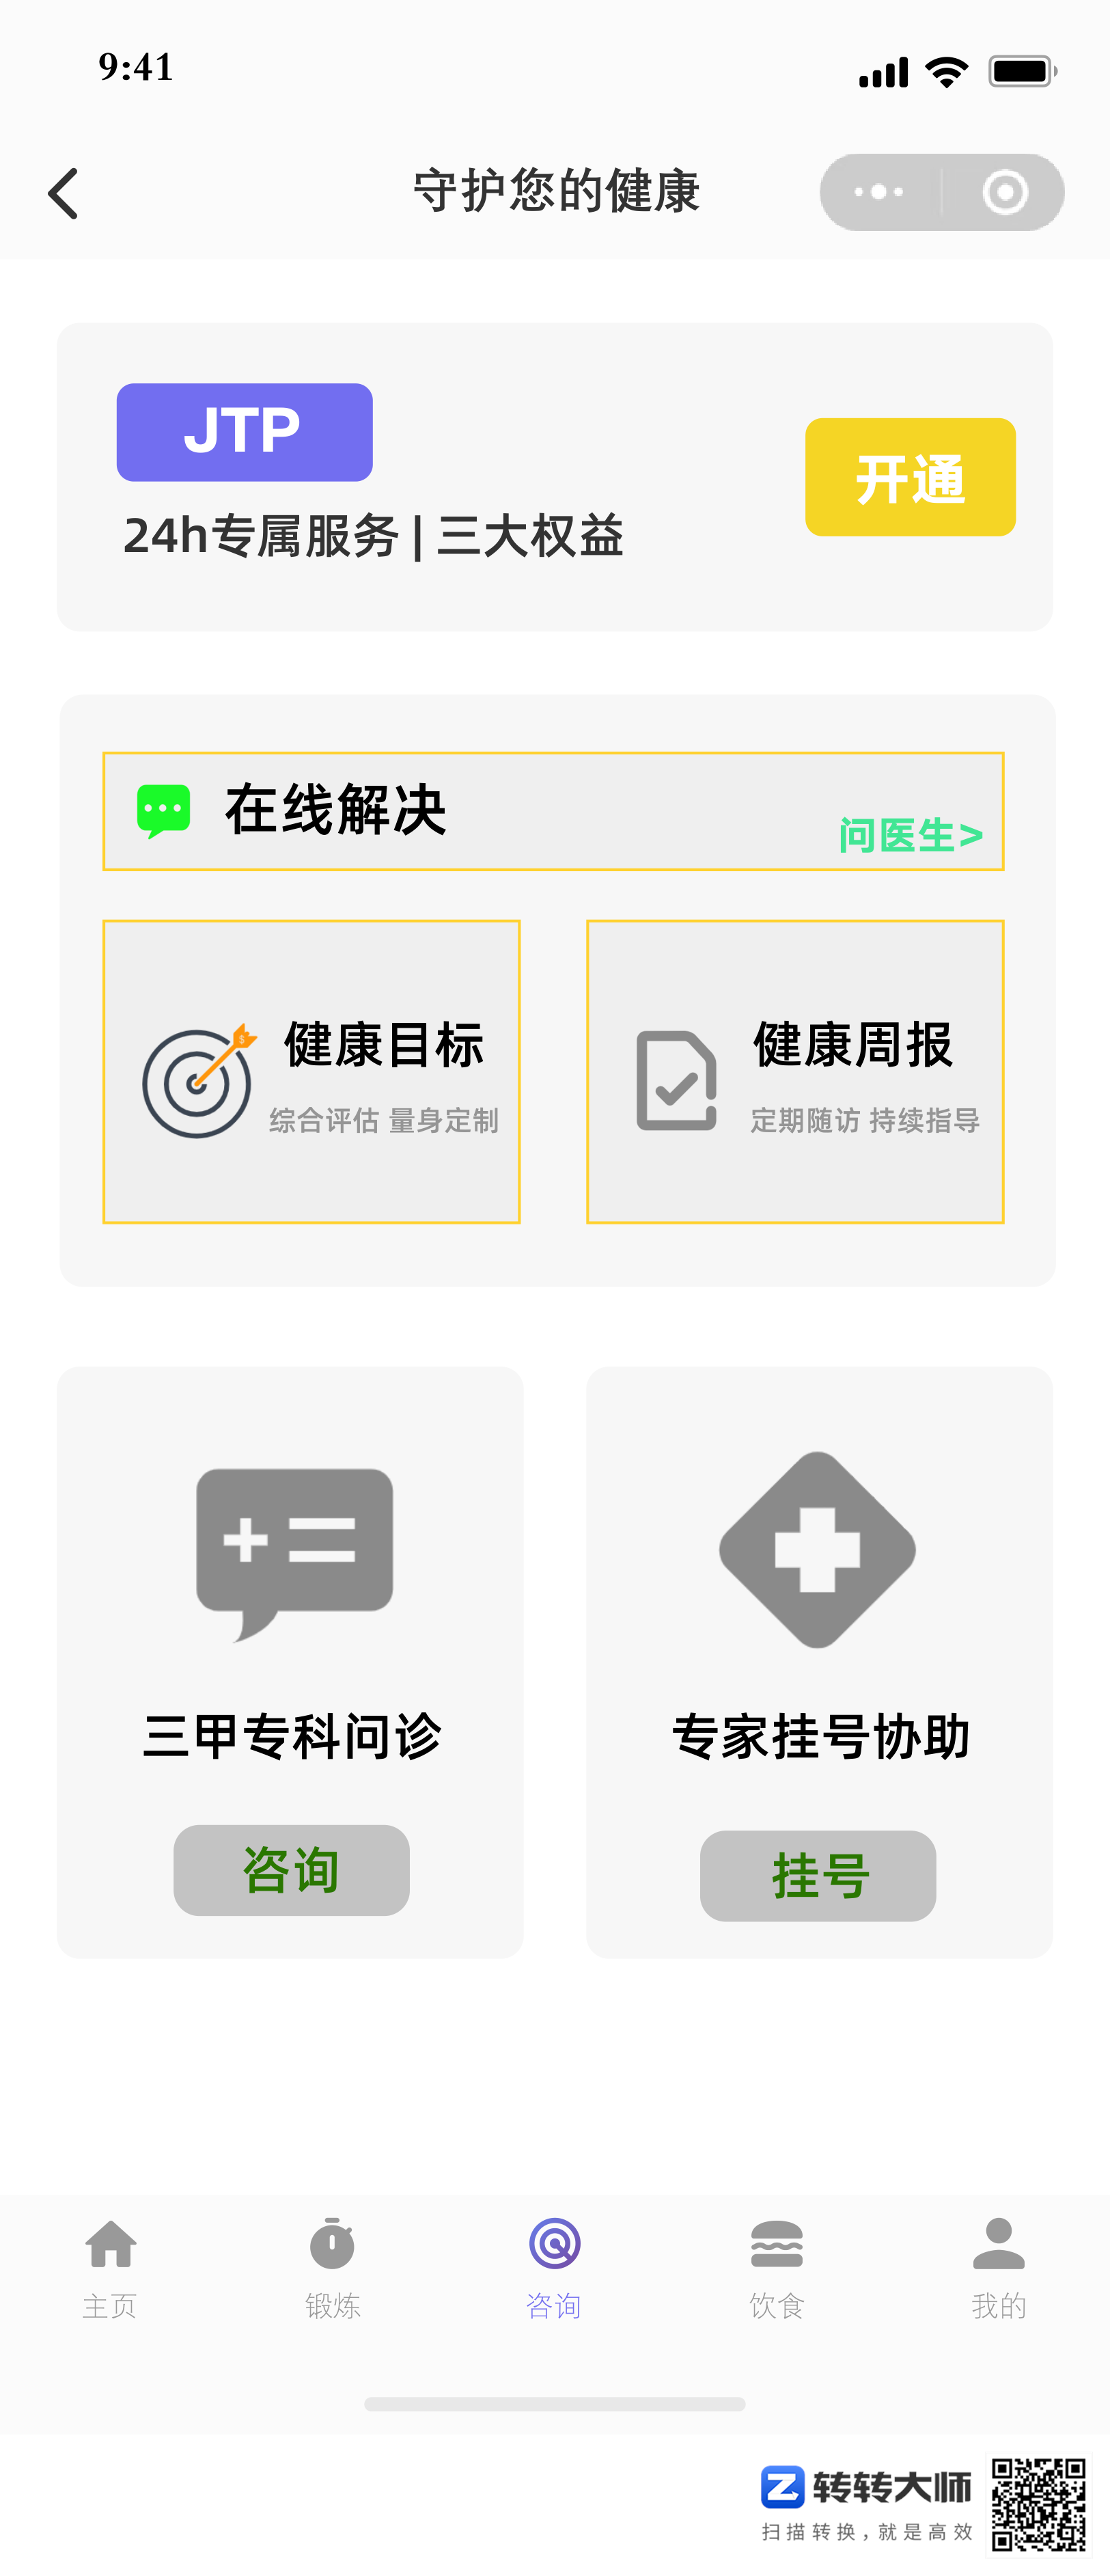 9:41
守护您的健康
JTP
开通
24h专属服务 | 三大权益
在线解决
问医生>
健康目标
综合评估 量身定制
健康周报
定期随访 持续指导
三甲专科问诊
咨询
专家挂号协助
挂号
主页
锻炼
咨询
饮食
我的
转转大师
扫描转换，就是高效